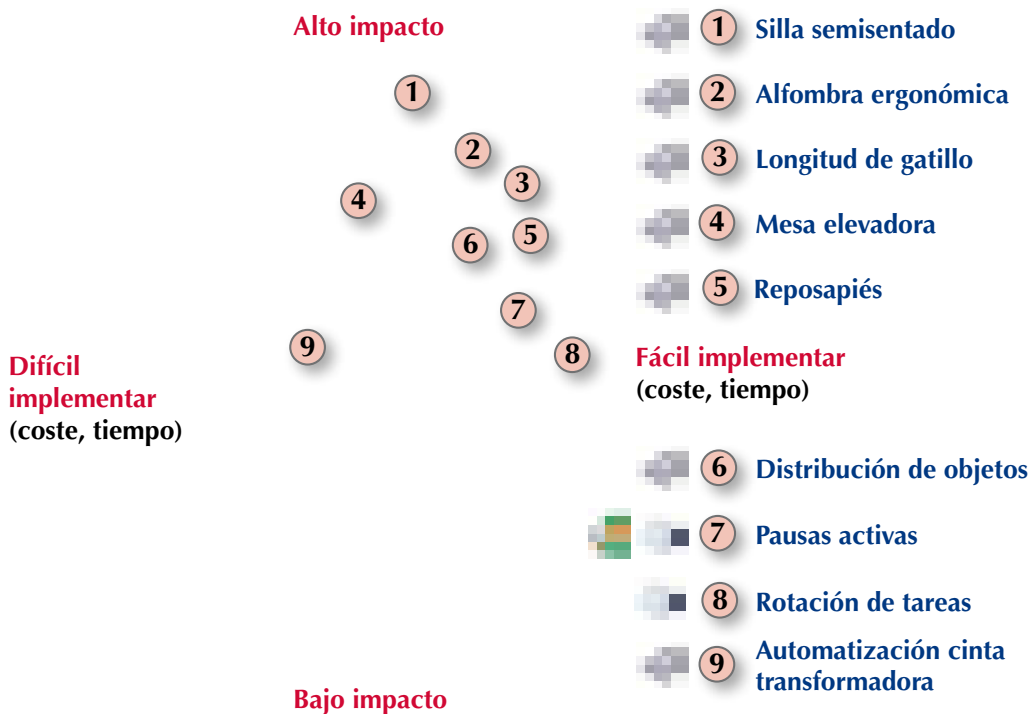 Alto impacto
1 Silla semisentado
1
2 Alfombra ergonómica
2
3 Longitud de gatillo
3
4
4 Mesa elevadora
5
6
5 Reposapiés
7
9
8
Difícil
implementar
(coste, tiempo)
Fácil implementar
(coste, tiempo)
6 Distribución de objetos
7 Pausas activas
8 Rotación de tareas
9 Automatización cinta
transformadora
Bajo impacto